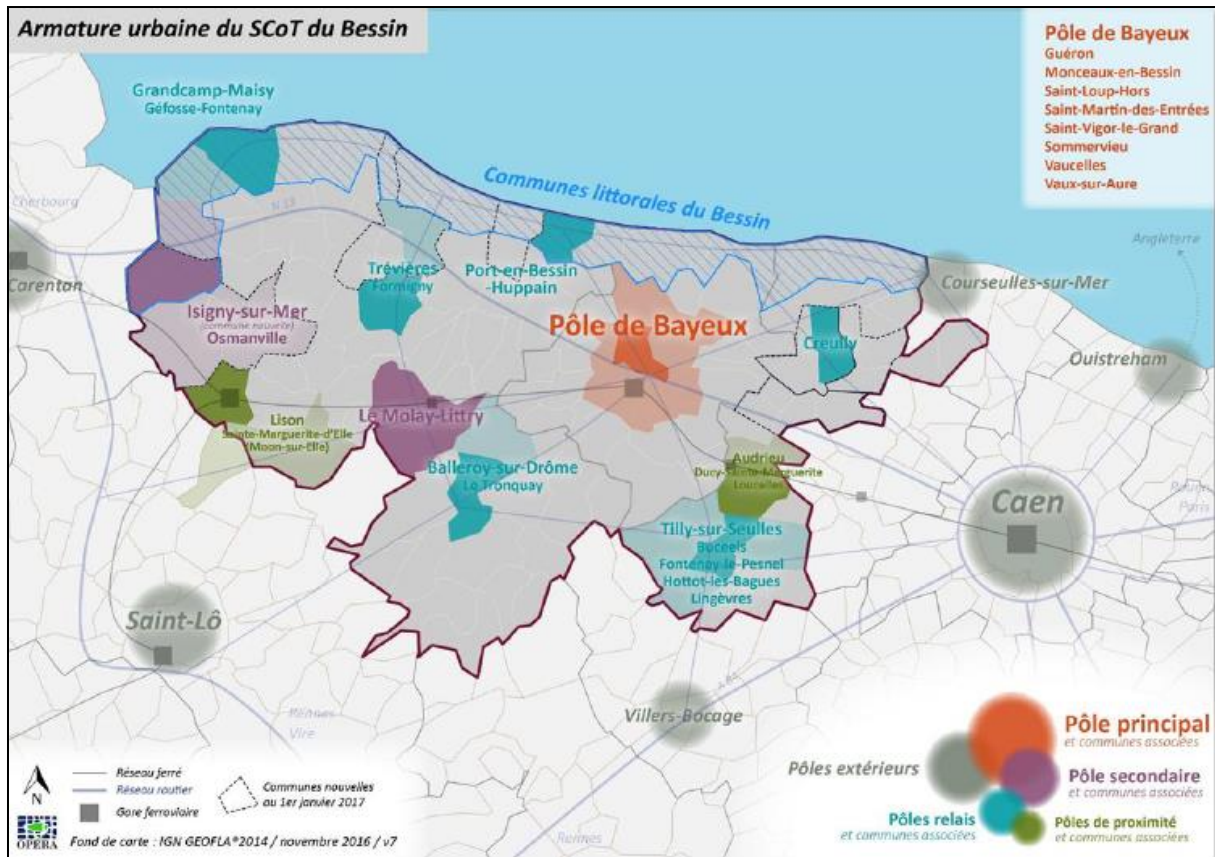 Armature urbaine du SCoT du Bessin
Pôle de Bayeux
Guéron
Monceaux-en-Bessin
Saint-Loup-Hors
Saint-Martin-des-Entrées
Saint-Vigor-le-Grand
Sommervieu
Vaucelles
Vaux-sur-Aure
Grandcamp-Maisy
Géfosse-Fontenay
Communes littorales du Bessin
Cherbourg
N 13
Angleterre
Carentan
Trévières
Formigny
Port-en-Bessin
-Huppain
Courseulles-sur-Mer
Isigny-sur-Mer
(commune nouvelle)
Osmanville
Pôle de Bayeux
Creully
Ouistreham
Lison
Sainte-Marguerite-d'Elle
(Moon-sur-Elle)
Le Molay-Littry
Balleroy-sur-Drôme
Le Tronquay
Audrieu
Ducy-Sainte-Marguerite
Loucelles
Caen
Rouen
Paris
Tilly-sur-Seulles
Bucéels
Fontenay-le-Pesnel
Hottot-les-Bagues
Lingèvres
Saint-Lô
A 84
Villers-Bocage
Rennes
Vire
Rennes
N
OPERA
Réseau ferré
Réseau routier
Gare ferroviaire
Communes nouvelles
au 1er janvier 2017
Fond de carte : IGN GEOFLA®2014 / novembre 2016 / v7
Pôle principal
et communes associées
Pôles extérieurs
Pôle secondaire
et communes associées
Pôles relais
et communes associées
Pôles de proximité
et communes associées